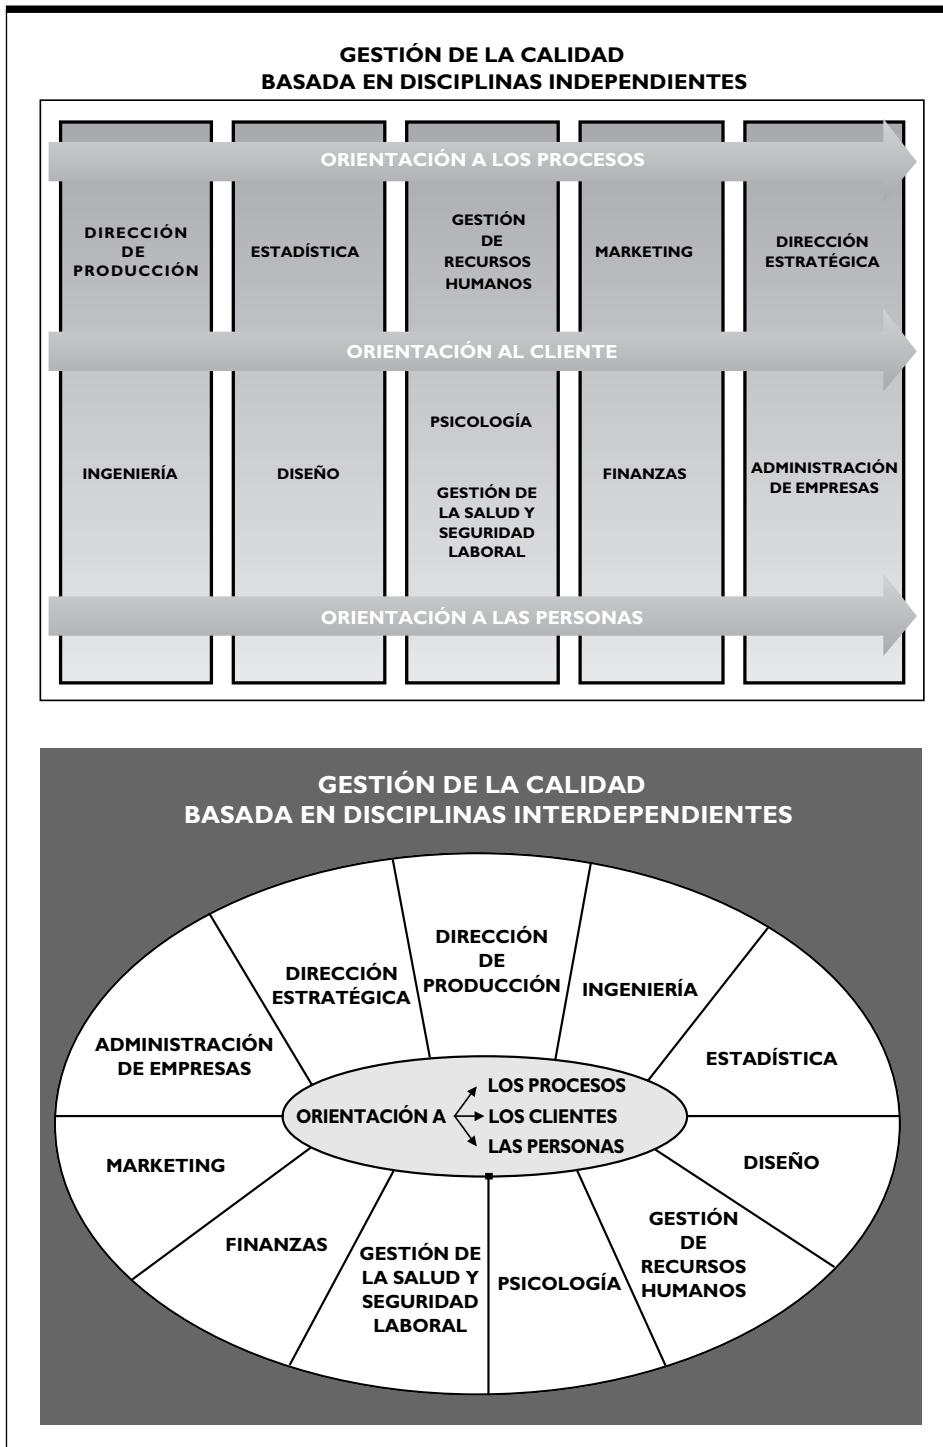 GESTIÓN DE LA CALIDAD
BASADA EN DISCIPLINAS INDEPENDIENTES
ORIENTACIÓN A LOS PROCESOS
DIRECCIÓN
DE
PRODUCCIÓN
ESTADÍSTICA
GESTIÓN
DE
RECURSOS
HUMANOS
MARKETING
DIRECCIÓN
ESTRATÉGICA
ORIENTACIÓN AL CLIENTE
INGENIERÍA
DISEÑO
PSICOLOGÍA
GESTIÓN DE
LA SALUD Y
SEGURIDAD
LABORAL
FINANZAS
ADMINISTRACIÓN
DE EMPRESAS
ORIENTACIÓN A LAS PERSONAS
GESTIÓN DE LA CALIDAD
BASADA EN DISCIPLINAS INTERDEPENDIENTES
DIRECCIÓN
DE
PRODUCCIÓN
INGENIERÍA
ESTADÍSTICA
DISEÑO
GESTIÓN
DE
RECURSOS
HUMANOS
PSICOLOGÍA
GESTIÓN DE
LA SALUD Y
SEGURIDAD
LABORAL
FINANZAS
MARKETING
ADMINISTRACIÓN
DE EMPRESAS
DIRECCIÓN
ESTRATÉGICA
ORIENTACIÓN A
LOS PROCESOS
LOS CLIENTES
LAS PERSONAS